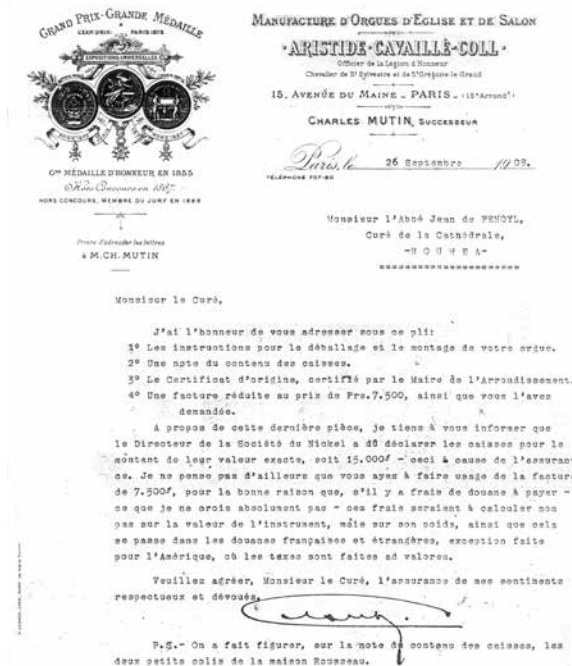 GRAND PRIX-GRANDE MÉDAILLE
PARIS 1878
EXPOSITIONS UNIVERSELLES
Gde MÉDAILLE D'HONNEUR EN 1855
Hors Concours en 1867
HORS CONCOURS, MEMBRE DU JURY EN 1889
Prière d'adresser les lettres
à M.CH. MUTIN
MANUFACTURE D'ORGUES D'EGLISE ET DE SALON
ARISTIDE CAVAILLÉ-COLL
Officier de la Légion d'Honneur
Chevalier de St Sylvestre et de St Grégoire-le-Grand
15, AVENUE DU MAINE - PARIS - (15e Arrondt)
CHARLES MUTIN, SUCCESSEUR
Paris, le 26 Septembre 1909.
TÉLÉPHONE 707-80
Monsieur l'Abbé Jean de FENOYL,
Curé de la Cathédrale,
-N O U M E A-
Monsieur le Curé,
J'ai l'honneur de vous adresser sous ce pli:
1° Les instructions pour le déballage et le montage de votre orgue.
2° Une note du contenu des caisses.
3° Le Certificat d'origine, certifié par le Maire de l'Arrondissement.
4° Une facture réduite au prix de Frs.7.500, ainsi que vous l'avez
demandée.
A propos de cette dernière pièce, je tiens à vous informer que
le Directeur de la Société du Nickel a dû déclarer les caisses pour le
montant de leur valeur exacte, soit 15.000f - ceci à cause de l'assuran
ce. Je ne pense pas d'ailleurs que vous ayez à faire usage de la facture
de 7.500f, pour la bonne raison que, s'il y a frais de douane à payer -
ce que je ne crois absolument pas - ces frais seraient à calculer non
pas sur la valeur de l'instrument, mais sur son poids, ainsi que cela
se passe dans les douanes françaises et étrangères, exception faite
pour l'Amérique, où les taxes sont faites ad valorem.
Veuillez agréer, Monsieur le Curé, l'assurance de mes sentiments
respectueux et dévoués.
P.S.- On a fait figurer, sur la note du contenu des caisses, les
deux petits colis de la maison Rousseau.